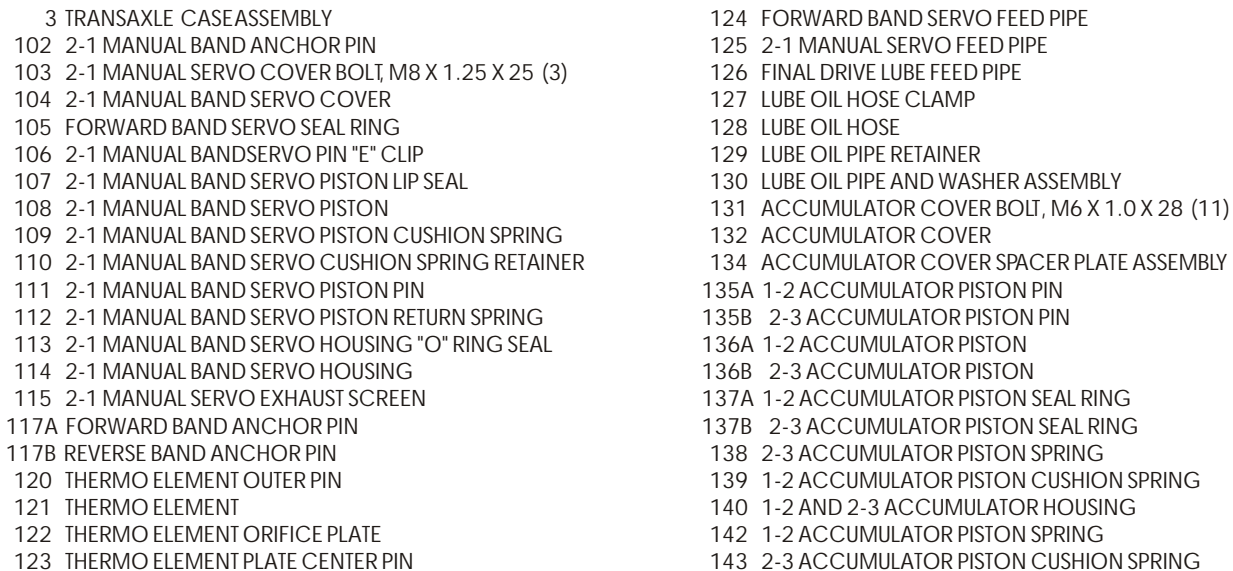 3 TRANSAXLE CASE ASSEMBLY
102 2-1 MANUAL BAND ANCHOR PIN
103 2-1 MANUAL SERVO COVER BOLT, M8 X 1.25 X 25 (3)
104 2-1 MANUAL BAND SERVO COVER
105 FORWARD BAND SERVO SEAL RING
106 2-1 MANUAL BANDSERVO PIN "E" CLIP
107 2-1 MANUAL BAND SERVO PISTON LIP SEAL
108 2-1 MANUAL BAND SERVO PISTON
109 2-1 MANUAL BAND SERVO PISTON CUSHION SPRING
110 2-1 MANUAL BAND SERVO CUSHION SPRING RETAINER
111 2-1 MANUAL BAND SERVO PISTON PIN
112 2-1 MANUAL BAND SERVO PISTON RETURN SPRING
113 2-1 MANUAL BAND SERVO HOUSING "O" RING SEAL
114 2-1 MANUAL BAND SERVO HOUSING
115 2-1 MANUAL SERVO EXHAUST SCREEN
117A FORWARD BAND ANCHOR PIN
117B REVERSE BAND ANCHOR PIN
120 THERMO ELEMENT OUTER PIN
121 THERMO ELEMENT
122 THERMO ELEMENT ORIFICE PLATE
123 THERMO ELEMENT PLATE CENTER PIN
124 FORWARD BAND SERVO FEED PIPE
125 2-1 MANUAL SERVO FEED PIPE
126 FINAL DRIVE LUBE FEED PIPE
127 LUBE OIL HOSE CLAMP
128 LUBE OIL HOSE
129 LUBE OIL PIPE RETAINER
130 LUBE OIL PIPE AND WASHER ASSEMBLY
131 ACCUMULATOR COVER BOLT, M6 X 1.0 X 28 (11)
132 ACCUMULATOR COVER
134 ACCUMULATOR COVER SPACER PLATE ASSEMBLY
135A 1-2 ACCUMULATOR PISTON PIN
135B 2-3 ACCUMULATOR PISTON PIN
136A 1-2 ACCUMULATOR PISTON
136B 2-3 ACCUMULATOR PISTON
137A 1-2 ACCUMULATOR PISTON SEAL RING
137B 2-3 ACCUMULATOR PISTON SEAL RING
138 2-3 ACCUMULATOR PISTON SPRING
139 1-2 ACCUMULATOR PISTON CUSHION SPRING
140 1-2 AND 2-3 ACCUMULATOR HOUSING
142 1-2 ACCUMULATOR PISTON SPRING
143 2-3 ACCUMULATOR PISTON CUSHION SPRING